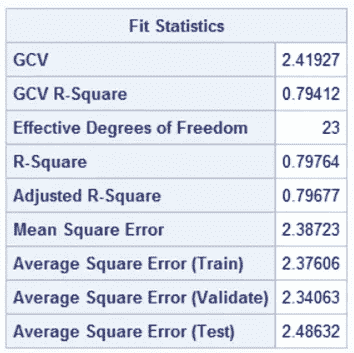 Fit Statistics
GCV 2.41927
GCV R-Square 0.79412
Effective Degrees of Freedom 23
R-Square 0.79764
Adjusted R-Square 0.79677
Mean Square Error 2.38723
Average Square Error (Train) 2.37606
Average Square Error (Validate) 2.34063
Average Square Error (Test) 2.48632